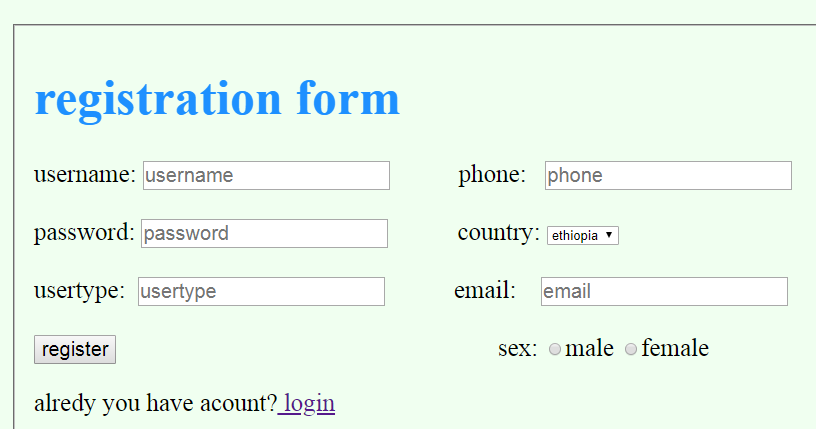 registration form
username: username phone: phone
password: password country: ethiopia
usertype: usertype email: email
register sex: male female
alredy you have acount? login